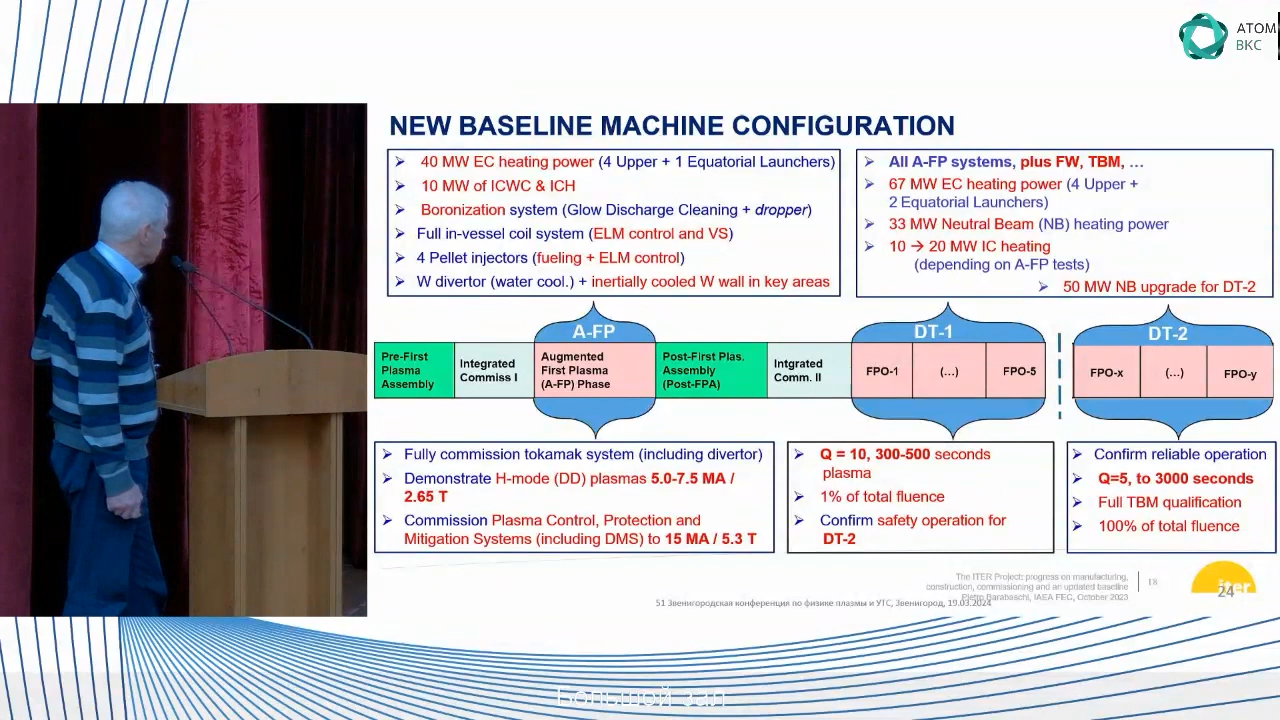 АТОМ
ВКС
NEW BASELINE MACHINE CONFIGURATION
40 MW EC heating power (4 Upper + 1 Equatorial Launchers)
10 MW of ICWC & ICH
Boronization system (Glow Discharge Cleaning + dropper)
Full in-vessel coil system (ELM control and VS)
4 Pellet injectors (fueling + ELM control)
W divertor (water cool.) + inertially cooled W wall in key areas
All A-FP systems, plus FW, TBM, …
67 MW EC heating power (4 Upper +
2 Equatorial Launchers)
33 MW Neutral Beam (NB) heating power
10 → 20 MW IC heating
(depending on A-FP tests)
50 MW NB upgrade for DT-2
A-FP
DT-1
DT-2
Pre-First
Plasma
Assembly
Integrated
Commiss I
Augmented
First Plasma
(A-FP) Phase
Post-First Plas.
Assembly
(Post-FPA)
Intgrated
Comm. II
FPO-1
(...)
FPO-5
FPO-x
(...)
FPO-y
Fully commission tokamak system (including divertor)
Demonstrate H-mode (DD) plasmas 5.0-7.5 MA /
2.65 T
Commission Plasma Control, Protection and
Mitigation Systems (including DMS) to 15 MA / 5.3 T
Q = 10, 300-500 seconds
plasma
1% of total fluence
Confirm safety operation for
DT-2
Confirm reliable operation
Q=5, to 3000 seconds
Full TBM qualification
100% of total fluence
The ITER Project: progress on manufacturing,
construction, commissioning and an updated baseline
Pietro Barabaschi, IAEA FEC, October 2023
18
iter
24
51 Звенигородская конференция по физике плазмы и УТС, Звенигород, 19.03.2024
Большой зал